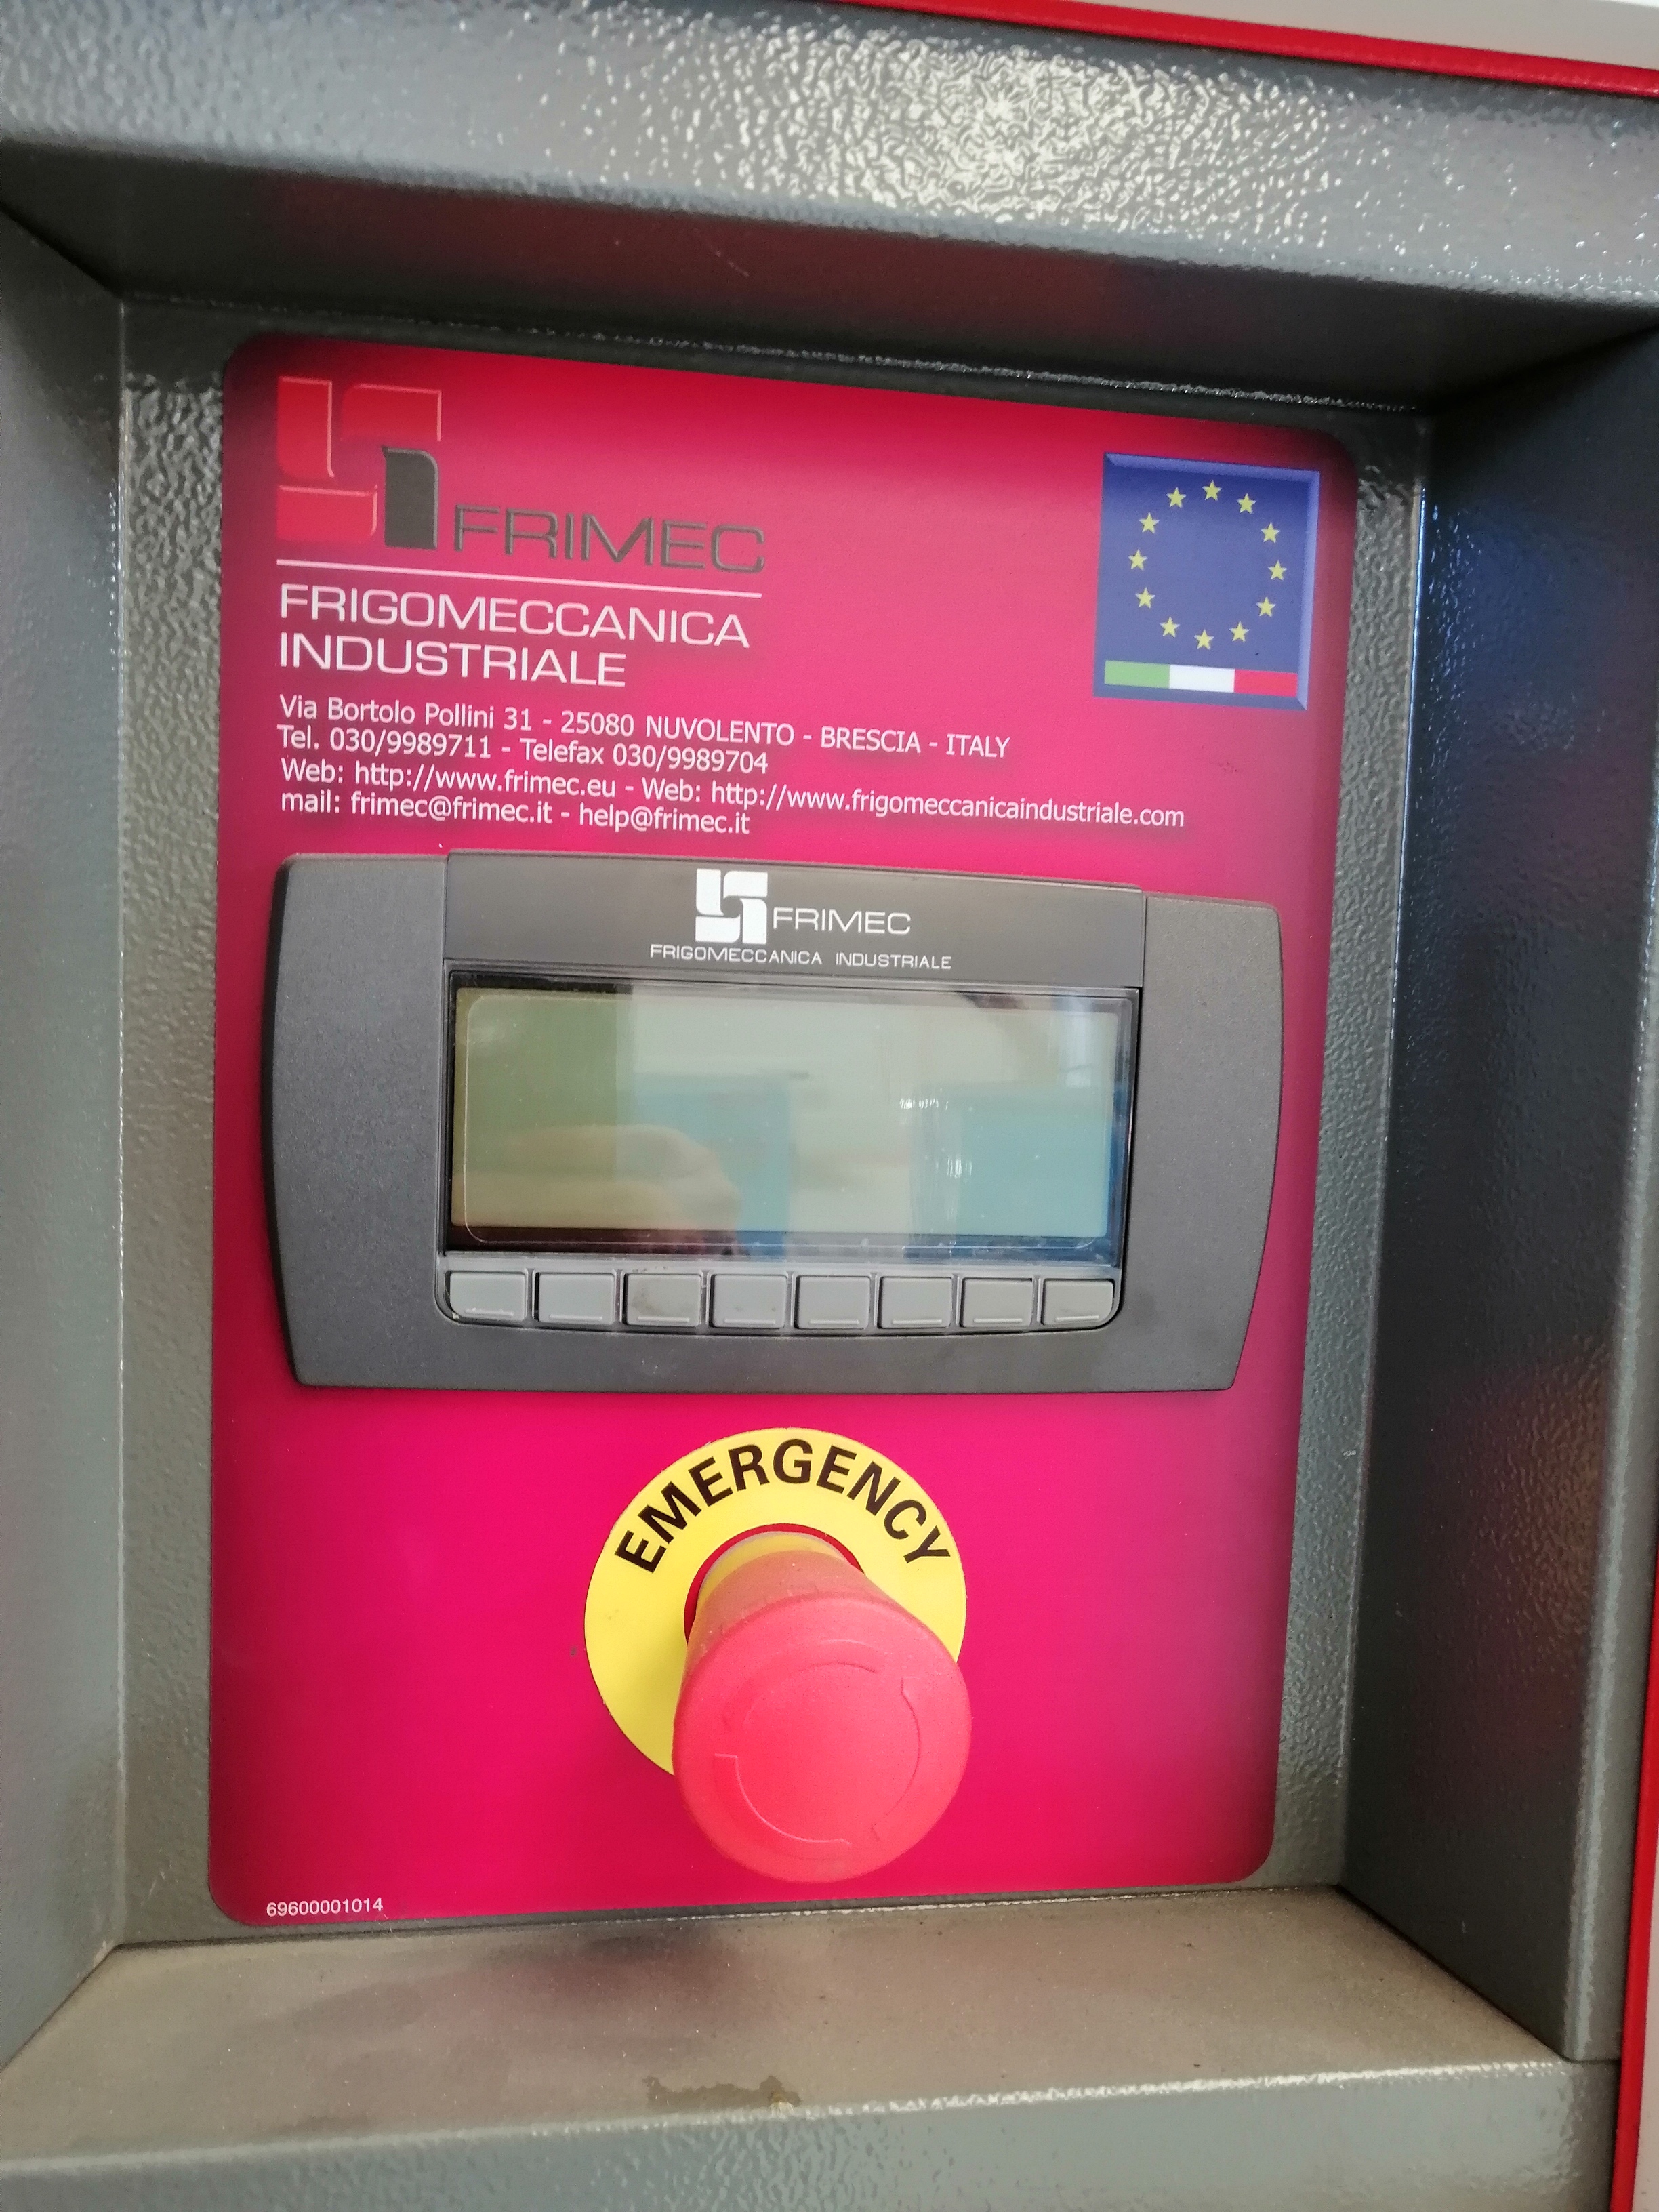 FRIMEC
FRIGOMECCANICA
INDUSTRIALE
Via Bortolo Pollini 31 - 25080 NUVOLENTO - BRESCIA - ITALY
Tel. 030/9989711 - Telefax 030/9989704
Web: http://www.frimec.eu - Web: http://www.frigomeccanicaindustriale.com
mail: frimec@frimec.it - help@frimec.it
FRIMEC
FRIGOMECCANICA INDUSTRIALE
EMERGENCY
69600001014